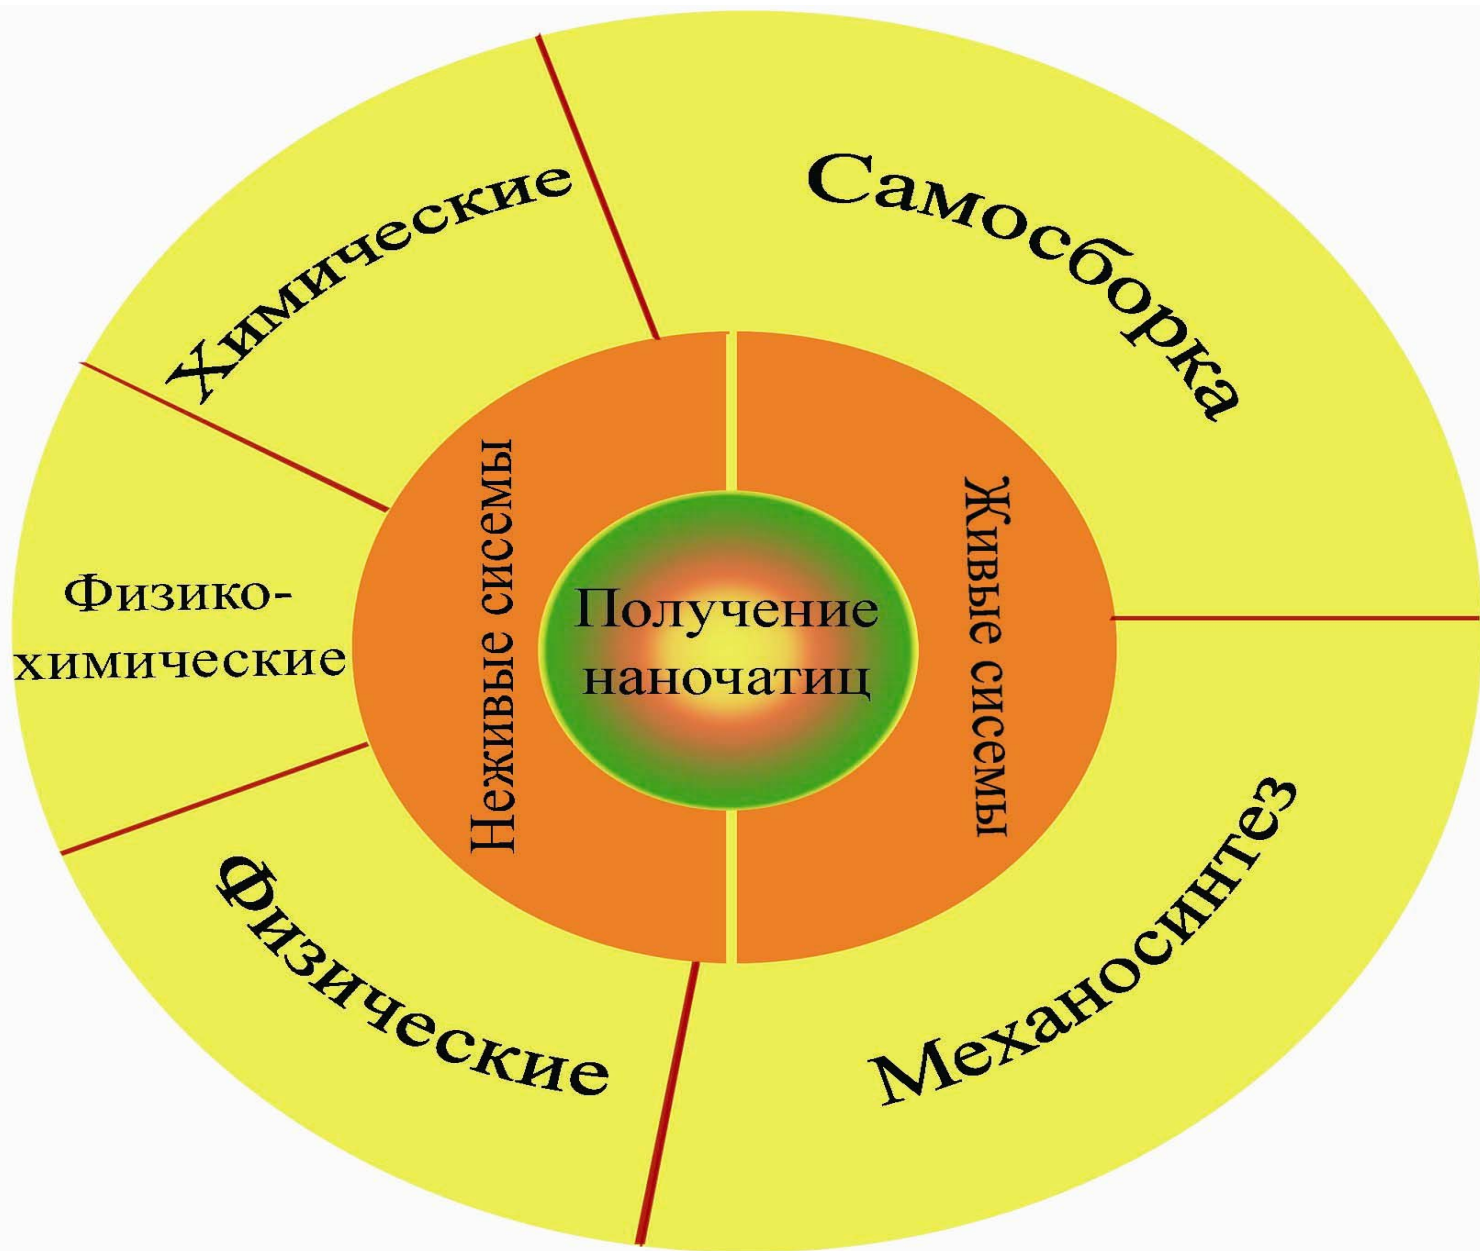 Химические
Самосборка
Физико-
химические
Неживые сисемы
Получение
наночатиц
Живые сисемы
Физические
Механосинтез